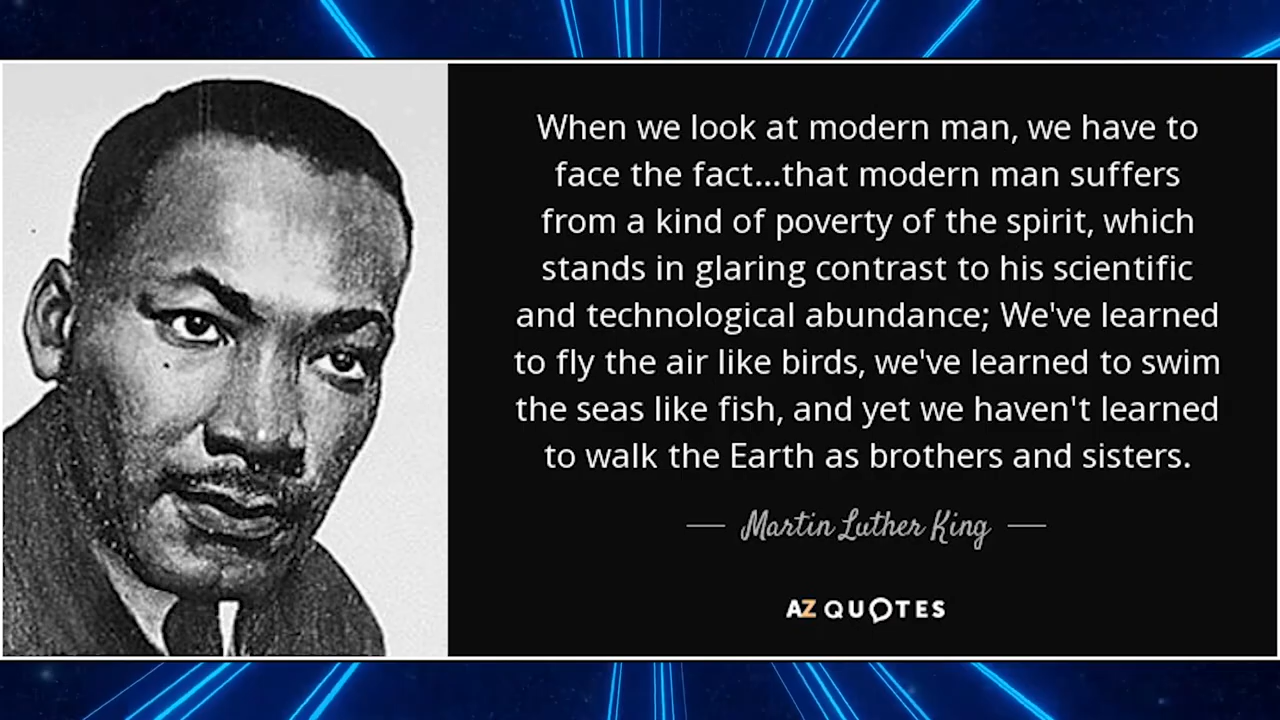 When we look at modern man, we have to
face the fact...that modern man suffers
from a kind of poverty of the spirit, which
stands in glaring contrast to his scientific
and technological abundance; We've learned
to fly the air like birds, we've learned to swim
the seas like fish, and yet we haven't learned
to walk the Earth as brothers and sisters.
— Martin Luther King —
AZ QUOTES